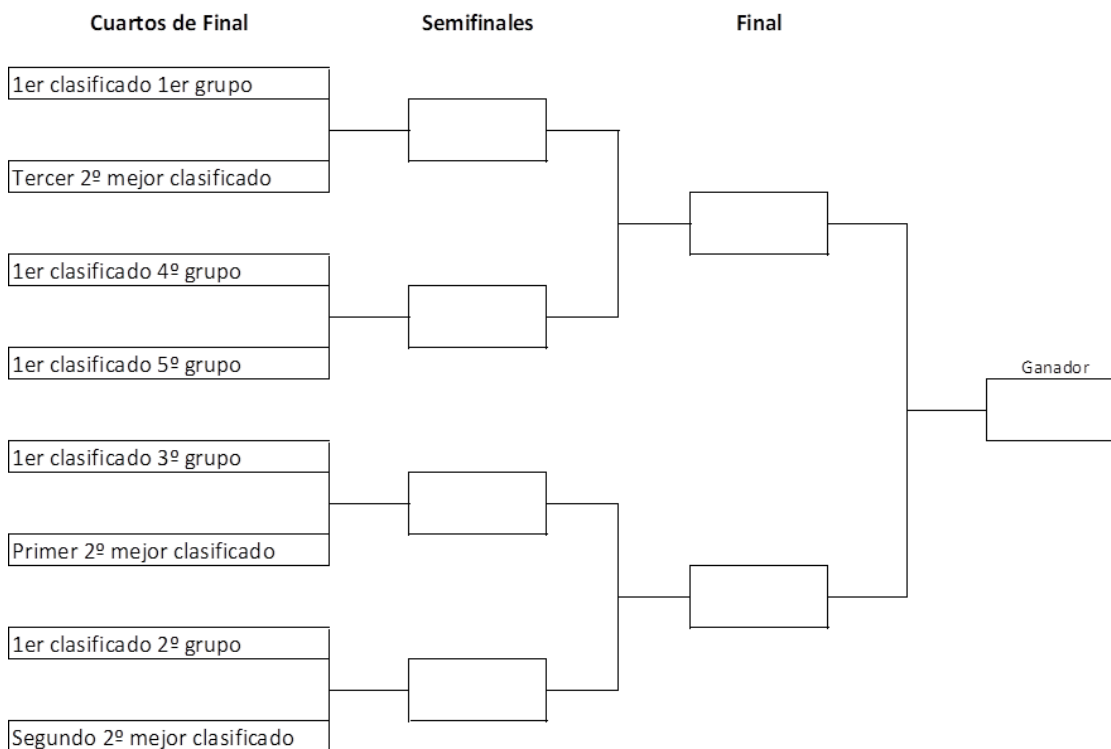 Cuartos de Final
Semifinales
Final
1er clasificado 1er grupo
Tercer 2º mejor clasificado
1er clasificado 4º grupo
1er clasificado 5º grupo
Ganador
1er clasificado 3º grupo
Primer 2º mejor clasificado
1er clasificado 2º grupo
Segundo 2º mejor clasificado